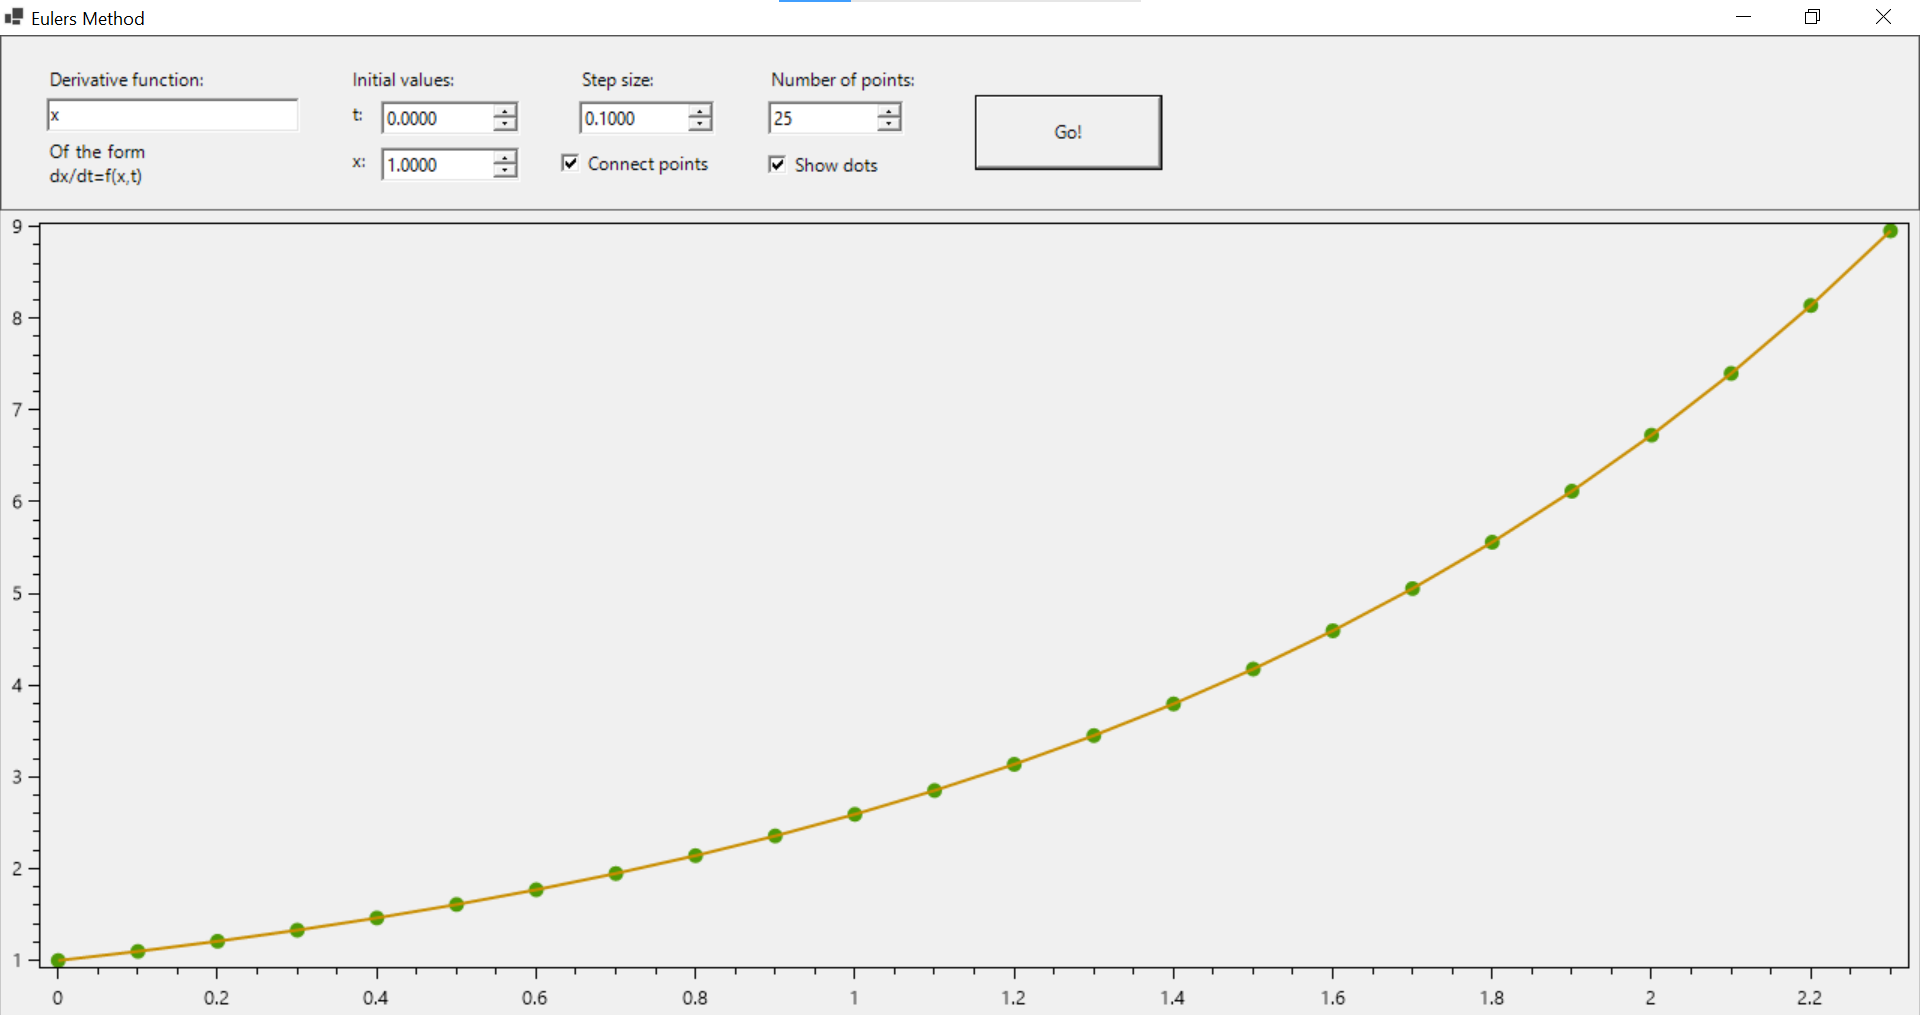 Eulers Method
Derivative function:
x
Of the form
dx/dt=f(x,t)
Initial values:
t: 0.0000
x: 1.0000
Step size:
0.1000
Connect points
Number of points:
25
Show dots
Go!
9
8
7
6
5
4
3
2
1
0 0.2 0.4 0.6 0.8 1 1.2 1.4 1.6 1.8 2 2.2